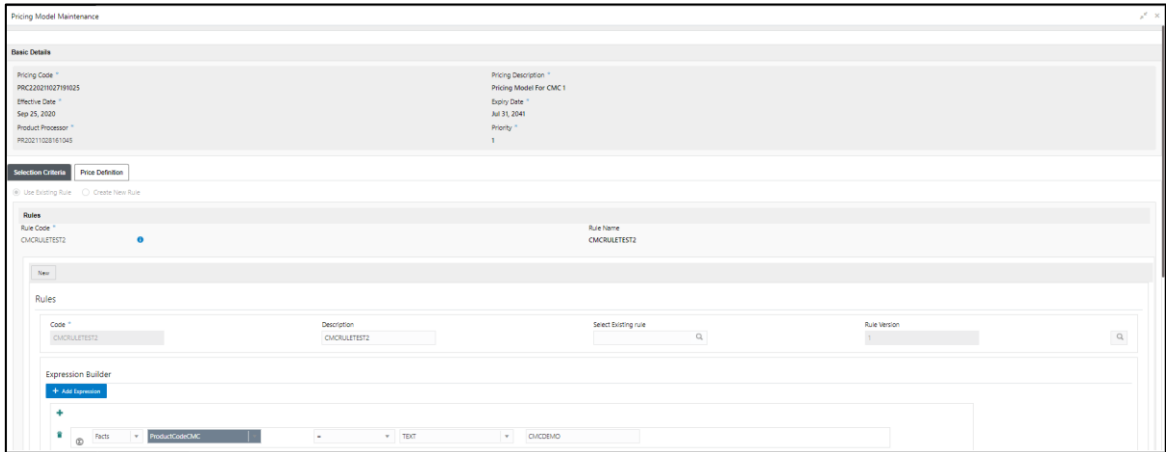 Pricing Model Maintenance
Basic Details
Pricing Code * Pricing Description *
PRC220211027191025 Pricing Model For CMC 1
Effective Date * Expiry Date *
Sep 25, 2020 Jul 31, 2041
Product Processor * Priority *
PR20211028161045 1
Selection Criteria Price Definition
Use Existing Rule Create New Rule
Rules
Rule Code * Rule Name
CMCRULETEST2 CMCRULETEST2
New
Rules
Code * Description Select Existing rule Rule Version
CMCRULETEST2 CMCRULETEST2 1
Expression Builder
+ Add Expression
+
Facts ProductCodeCMC = TEXT CMCDEMO